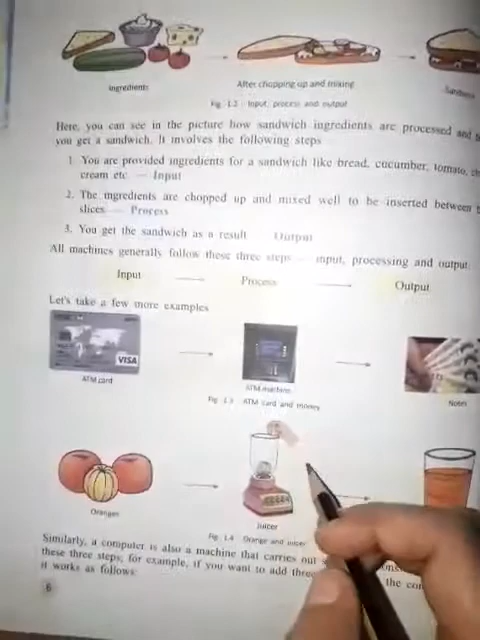 Ingredients
After chopping up and mixing
Fig 1.2 Input, process and output
Here, you can see in the picture how sandwich ingredients are processed and
you get a sandwich. It involves the following steps
1. You are provided ingredients for a sandwich like bread, cucumber, tomato,
cream etc — Input
2. The ingredients are chopped up and mixed well to be inserted between
slices — Process
3. You get the sandwich as a result Output
All machines generally follow these three steps — input, processing and output.
Input Process Output
Let's take a few more examples
VISA
ATM card
ATM machine
Notes
Fig 1.3 ATM card and money
Oranges
Juicer
Fig 1.4 Orange and juicer
Similarly, a computer is also a machine that carries out
these three steps, for example, if you want to add
it works as follows
6